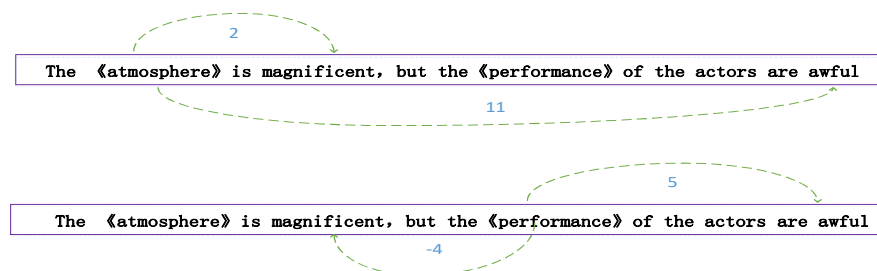 2
The 《atmosphere》is magnificent, but the《performance》of the actors are awful
11
5
The 《atmosphere》is magnificent, but the《performance》of the actors are awful
-4